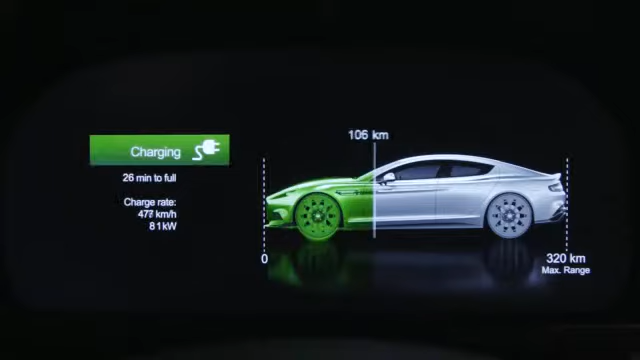 106 km
Charging
26 min to full
Charge rate:
km/h
81kW
0
320 km
Max. Range